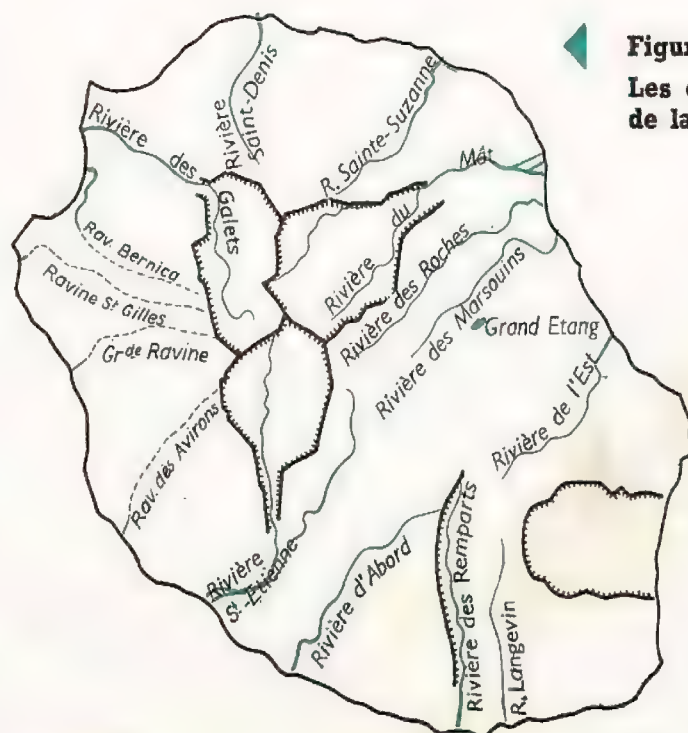 Figur
Les
de la
Rivière des
Galets
Rivière
Saint-Denis
R. Sainte-Suzanne
Rivière du
Mât
Rav. Bernica
Ravine St Gilles
Grde Ravine
Rav. des Avirons
Rivière des Roches
Rivière des Marsouins
Grand Etang
Rivière de l'Est
Rivière
St-Etienne
Rivière d'Abord
Rivière des Remparts
R. Langevin